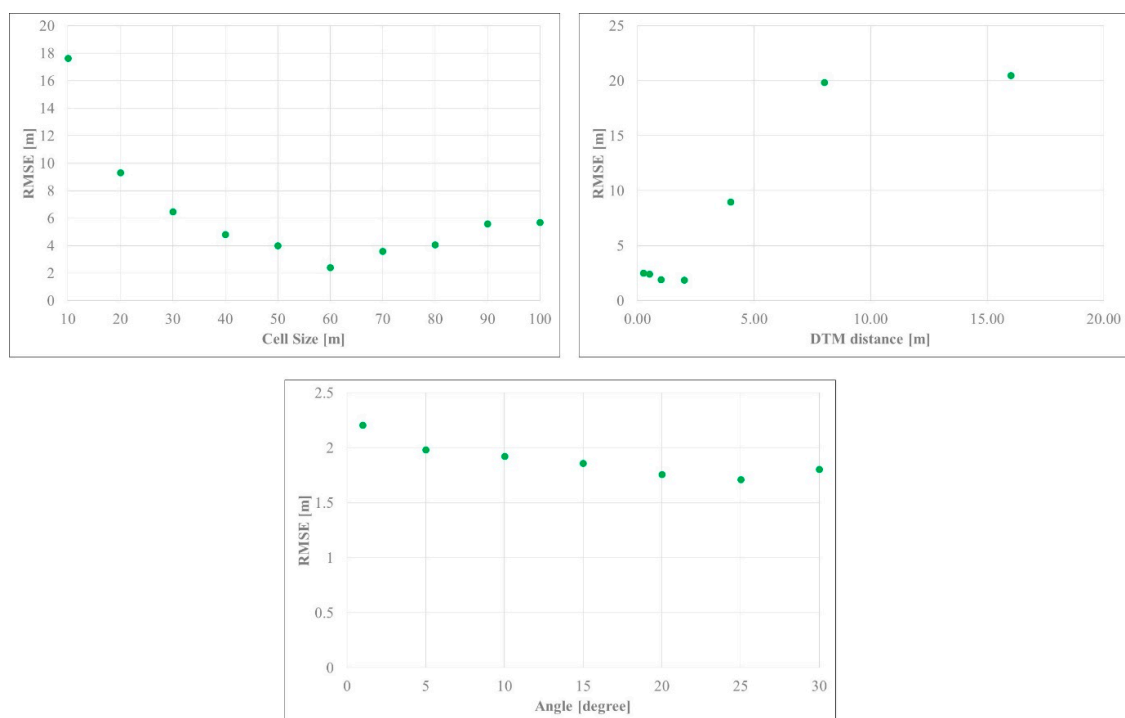 20
18
16
14
12
10
8
6
4
2
0
RMSE [m]
10 20 30 40 50 60 70 80 90 100
Cell Size [m]
25
20
15
10
5
0
RMSE [m]
0.00 5.00 10.00 15.00 20.00
DTM distance [m]
2.5
2
1.5
1
0.5
0
RMSE [m]
0 5 10 15 20 25 30
Angle [degree]